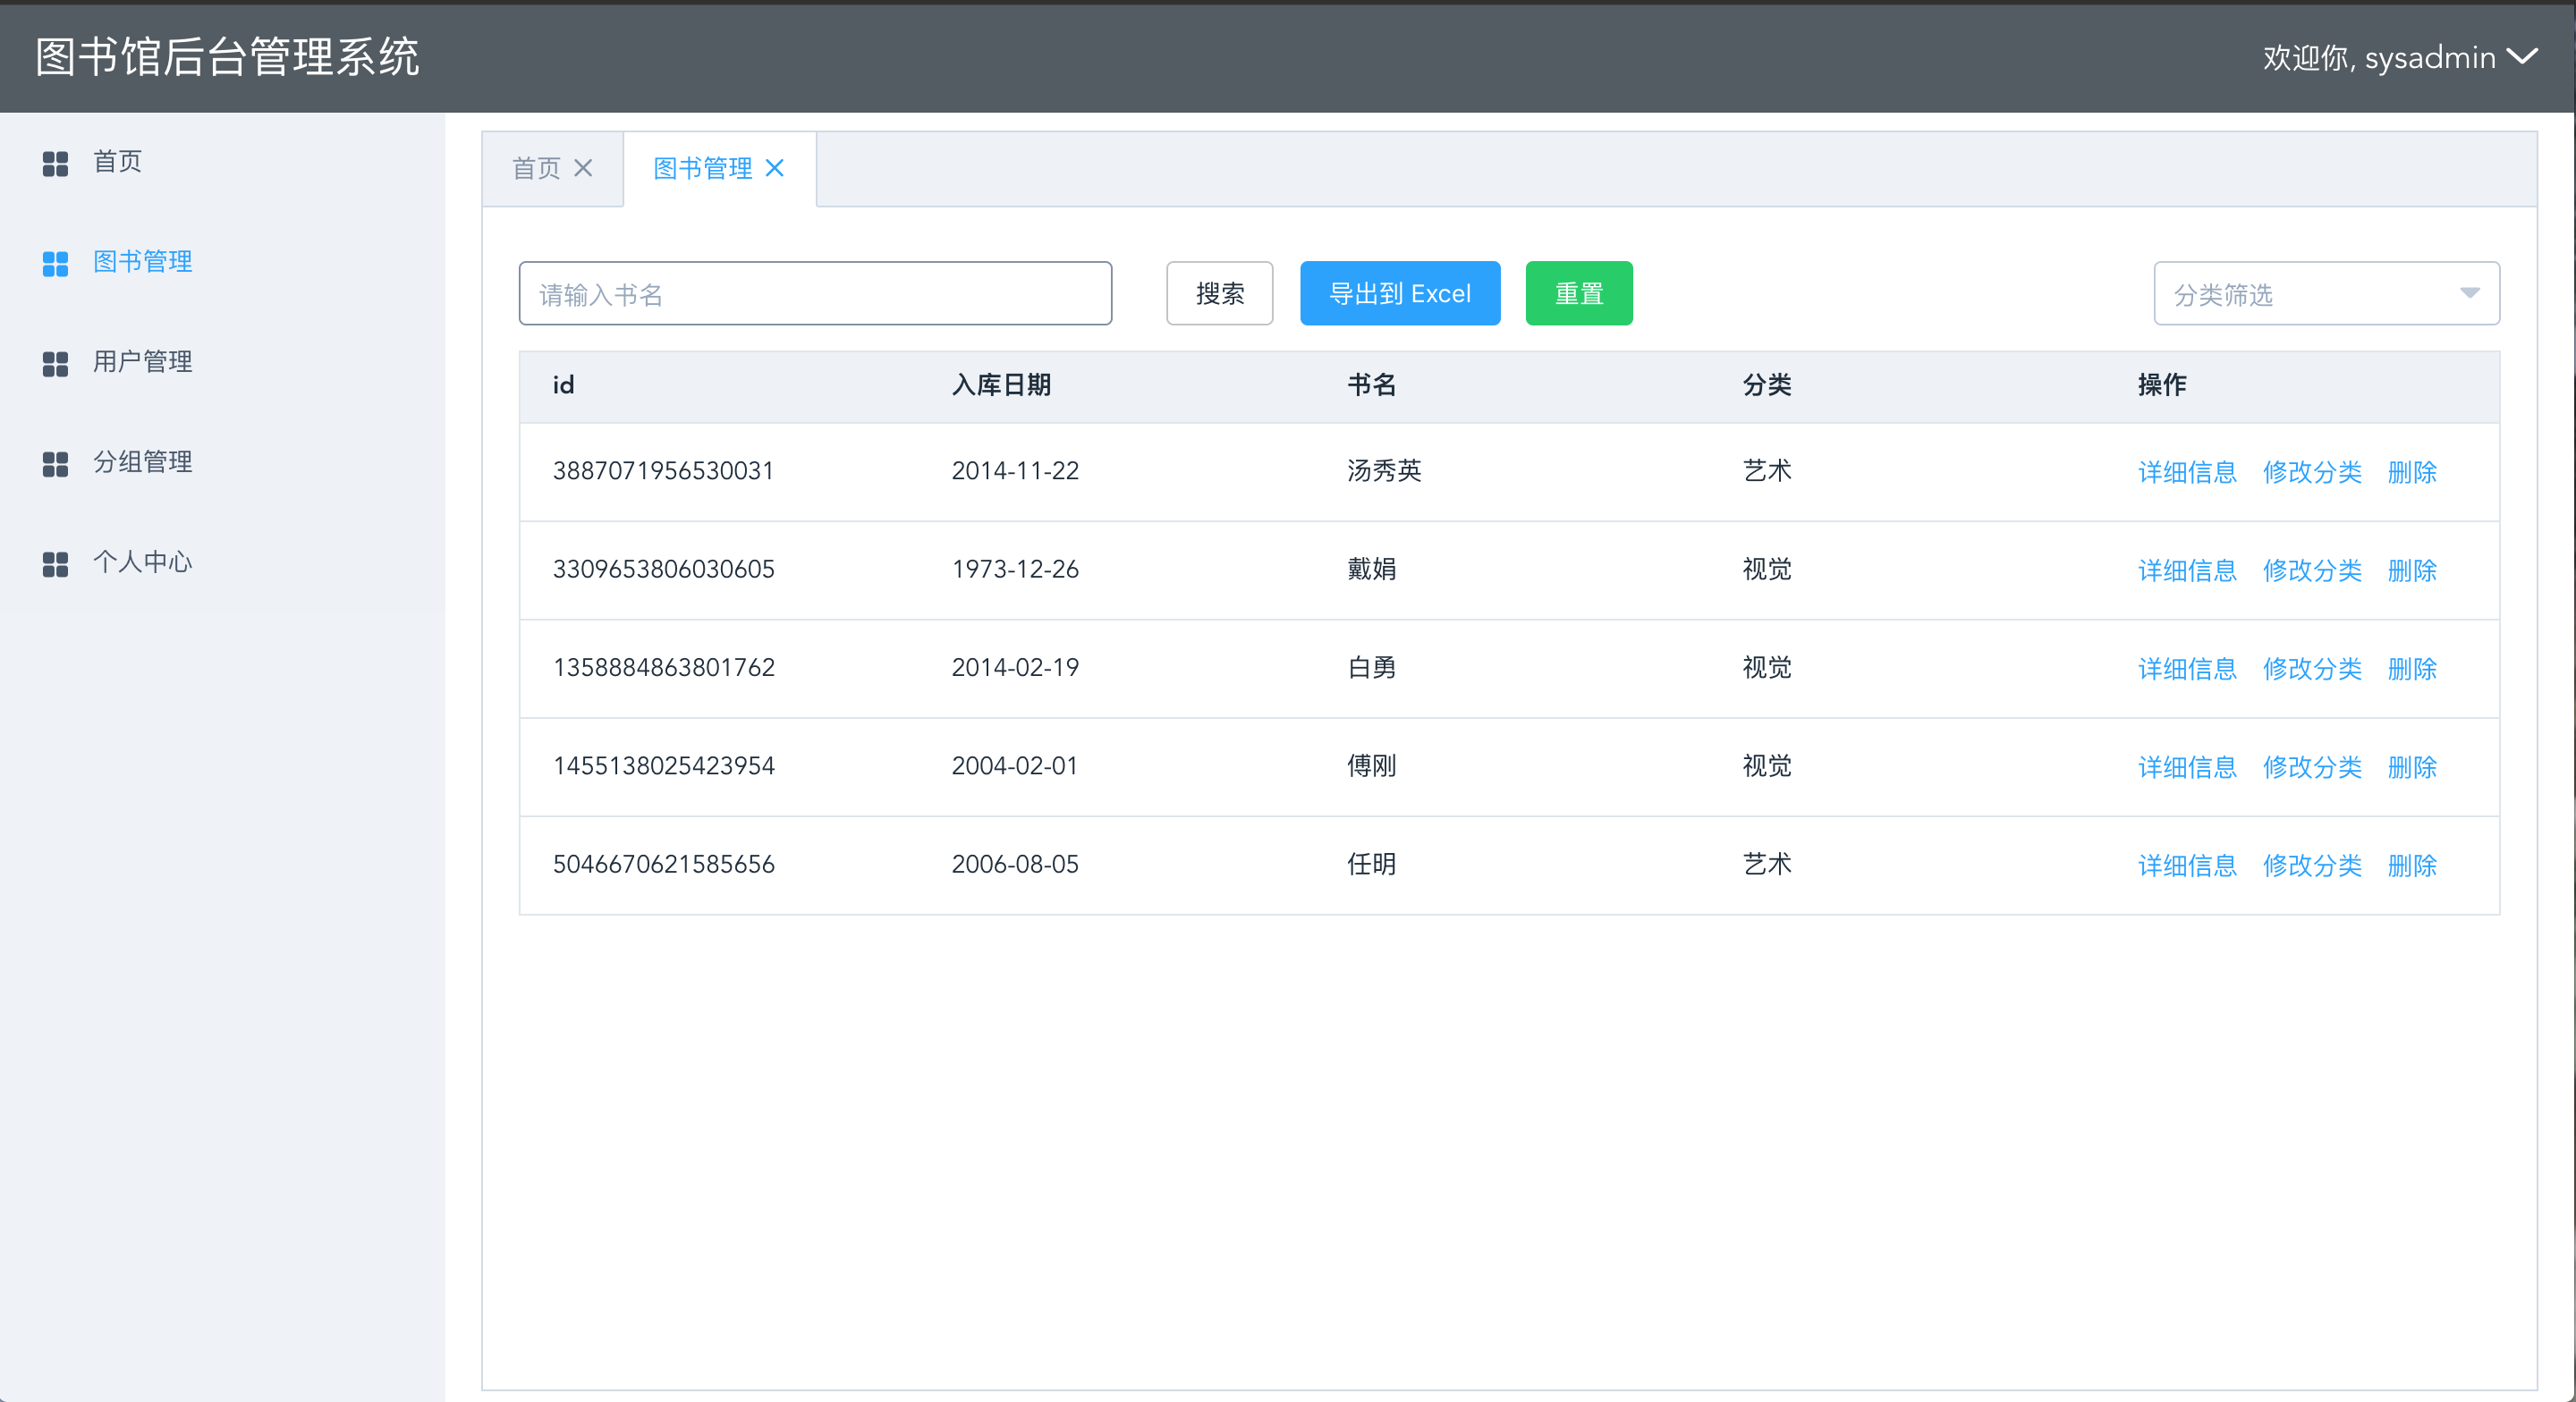 图书馆后台管理系统
欢迎你, sysadmin
首页
图书管理
用户管理
分组管理
个人中心
首页 图书管理
请输入书名 搜索 导出到 Excel 重置 分类筛选
id 入库日期 书名 分类 操作
3887071956530031 2014-11-22 汤秀英 艺术 详细信息 修改分类 删除
3309653806030605 1973-12-26 戴娟 视觉 详细信息 修改分类 删除
1358884863801762 2014-02-19 白勇 视觉 详细信息 修改分类 删除
1455138025423954 2004-02-01 傅刚 视觉 详细信息 修改分类 删除
5046670621585656 2006-08-05 任明 艺术 详细信息 修改分类 删除